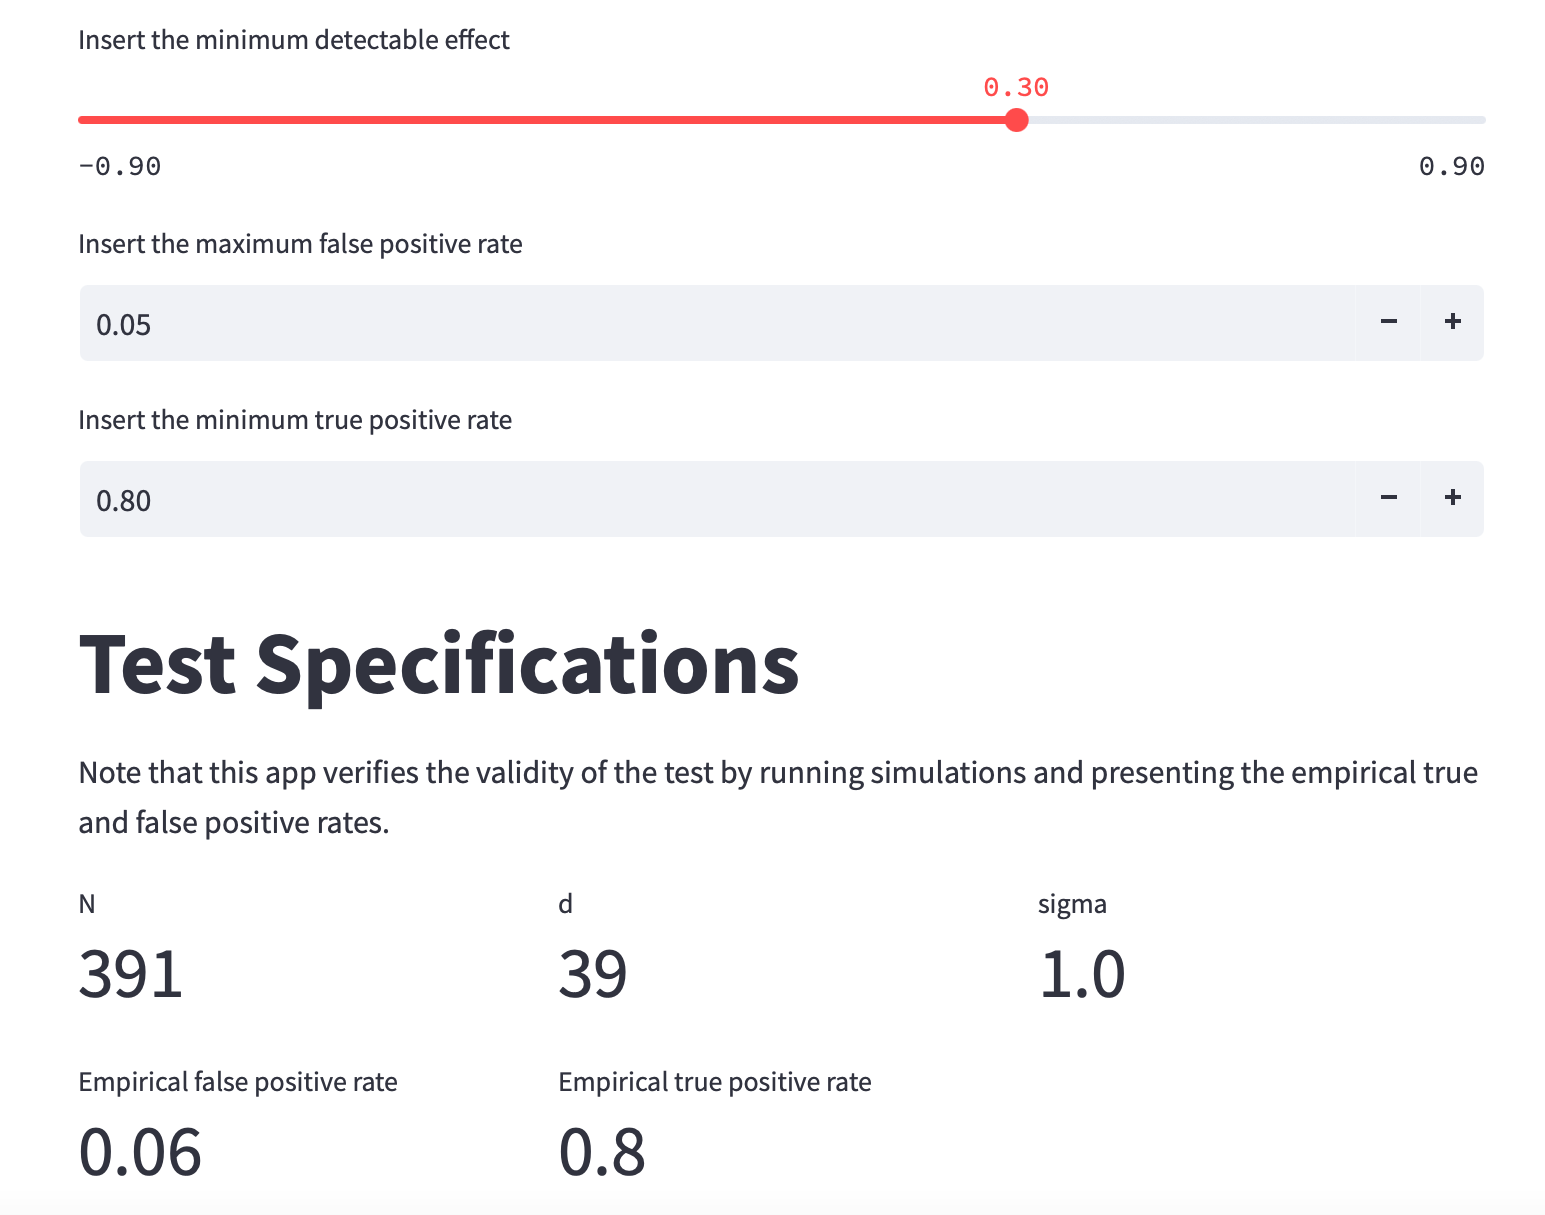 Insert the minimum detectable effect
0.30
−0.90 0.90
Insert the maximum false positive rate
0.05 − +
Insert the minimum true positive rate
0.80 − +
Test Specifications
Note that this app verifies the validity of the test by running simulations and presenting the empirical true
and false positive rates.
N d sigma
391 39 1.0
Empirical false positive rate Empirical true positive rate
0.06 0.8